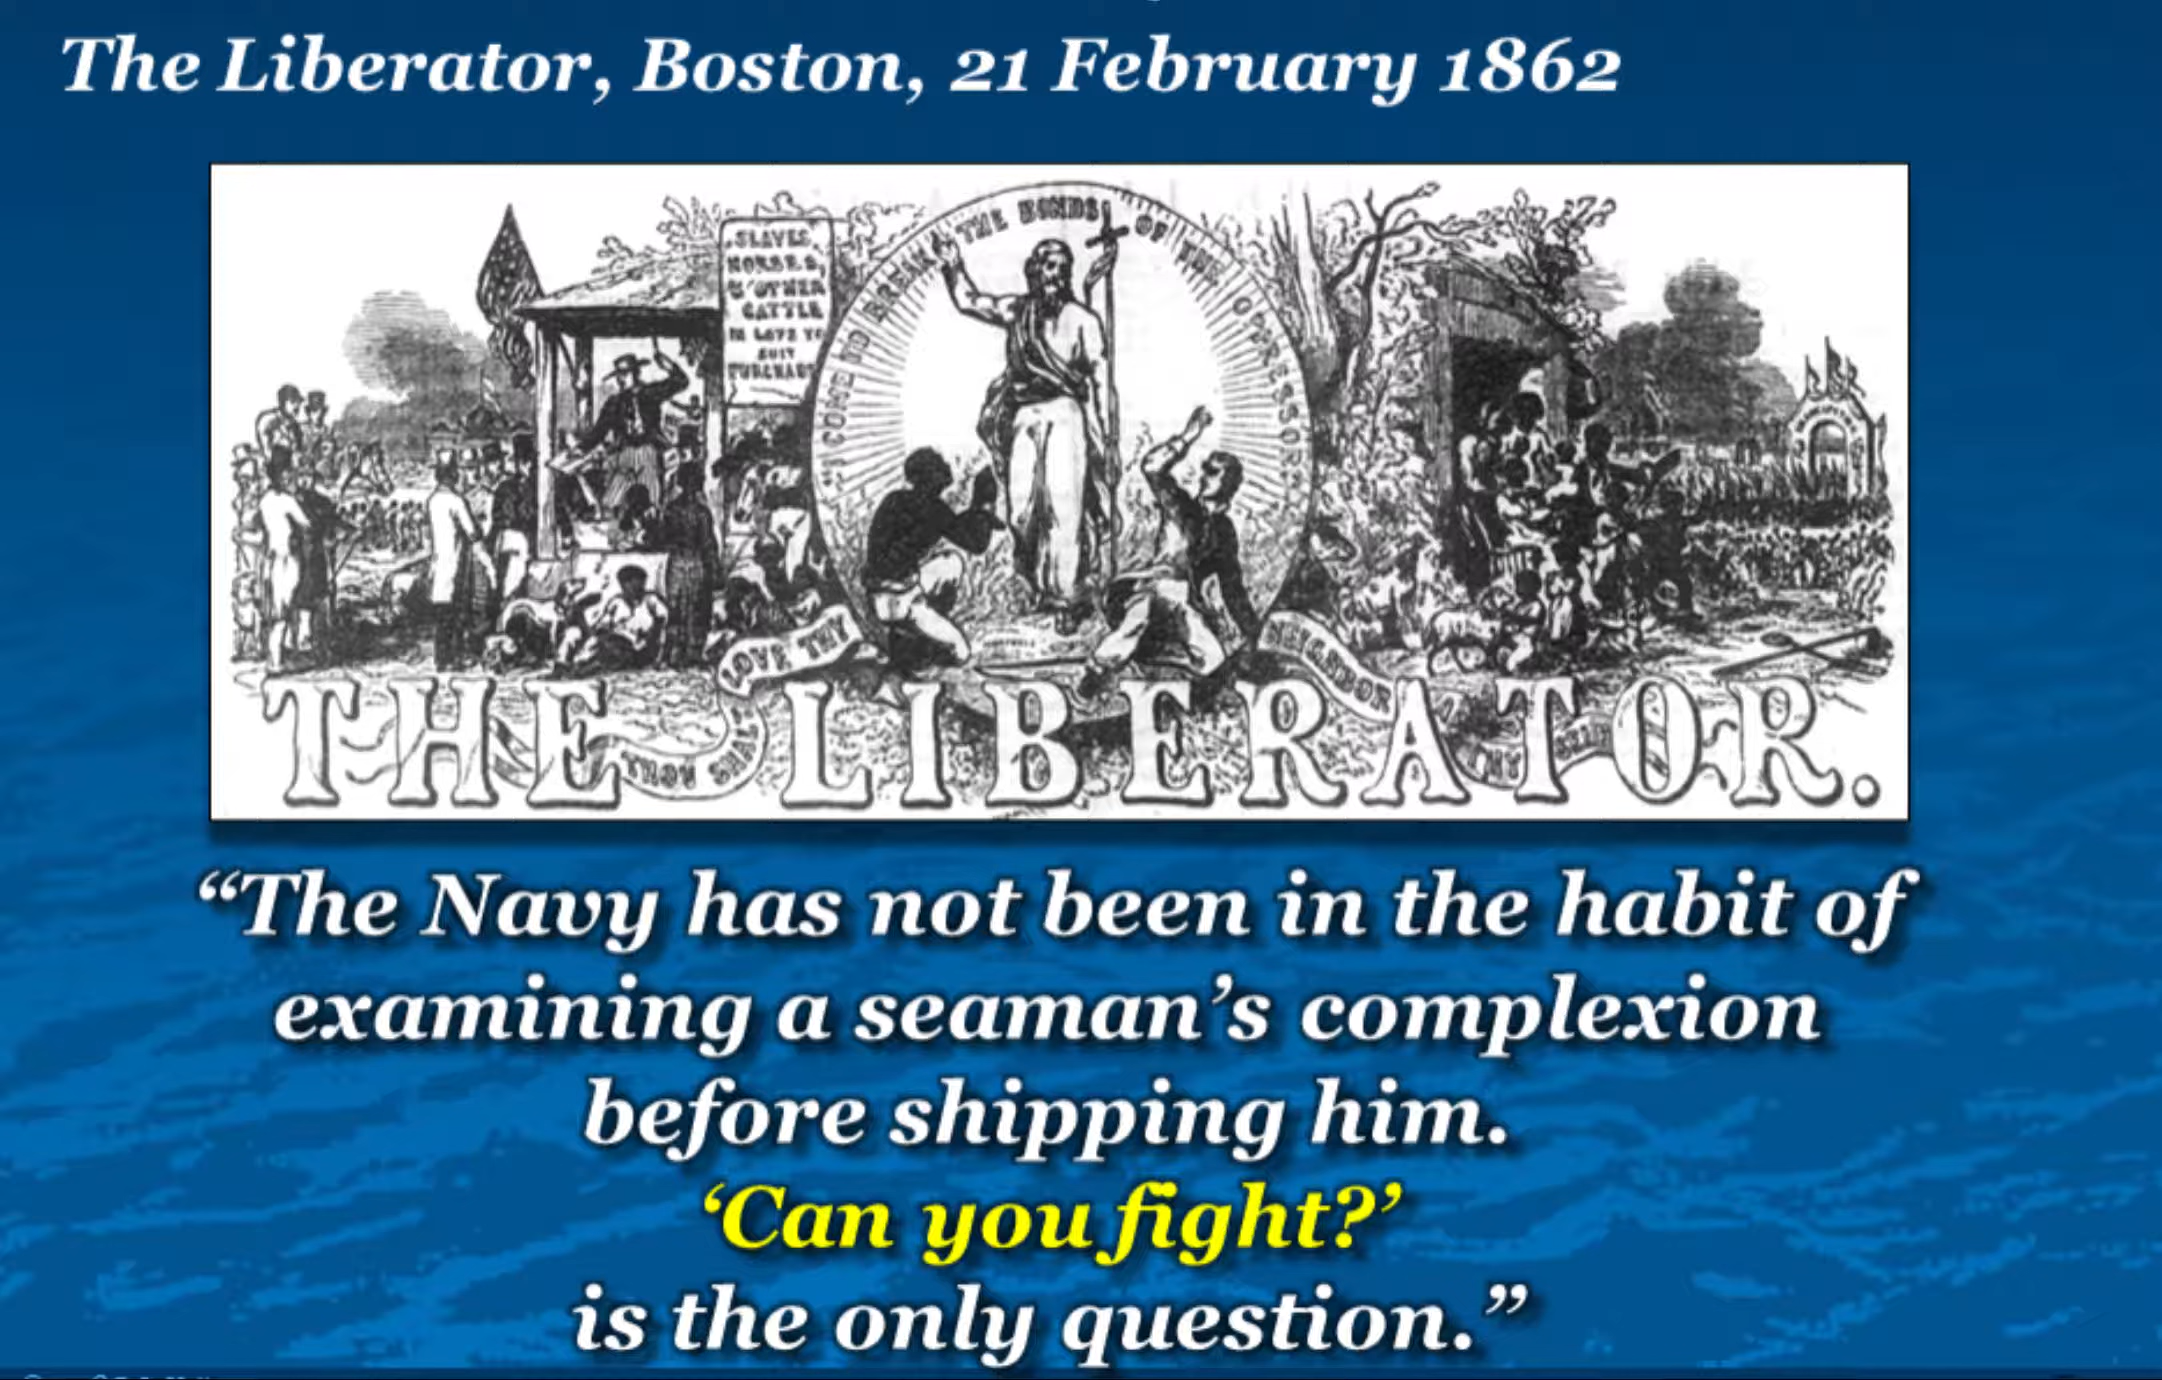 The Liberator, Boston, 21 February 1862
SLAVES,
HORSES,
& OTHER
CATTLE
IN LOTS TO
SUIT
PURCHASE
"I COME TO BREAK THE BONDS OF THE OPPRESSOR
LOVE THY
NEIGHBOR
THOU SHALT
THE LIBERATOR.
“The Navy has not been in the habit of
examining a seaman’s complexion
before shipping him.
‘Can you fight?’
is the only question.”